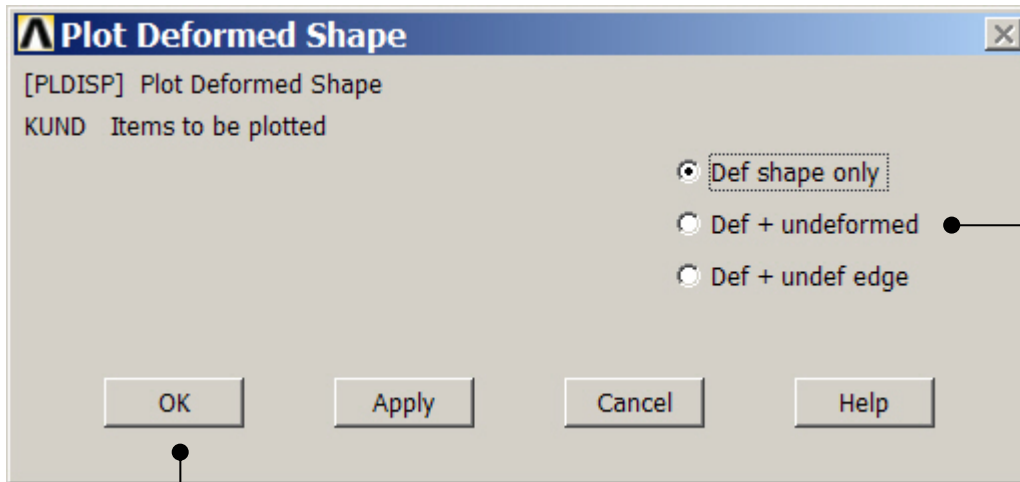 Plot Deformed Shape
[PLDISP] Plot Deformed Shape
KUND Items to be plotted
Def shape only
Def + undeformed
Def + undef edge
OK Apply Cancel Help